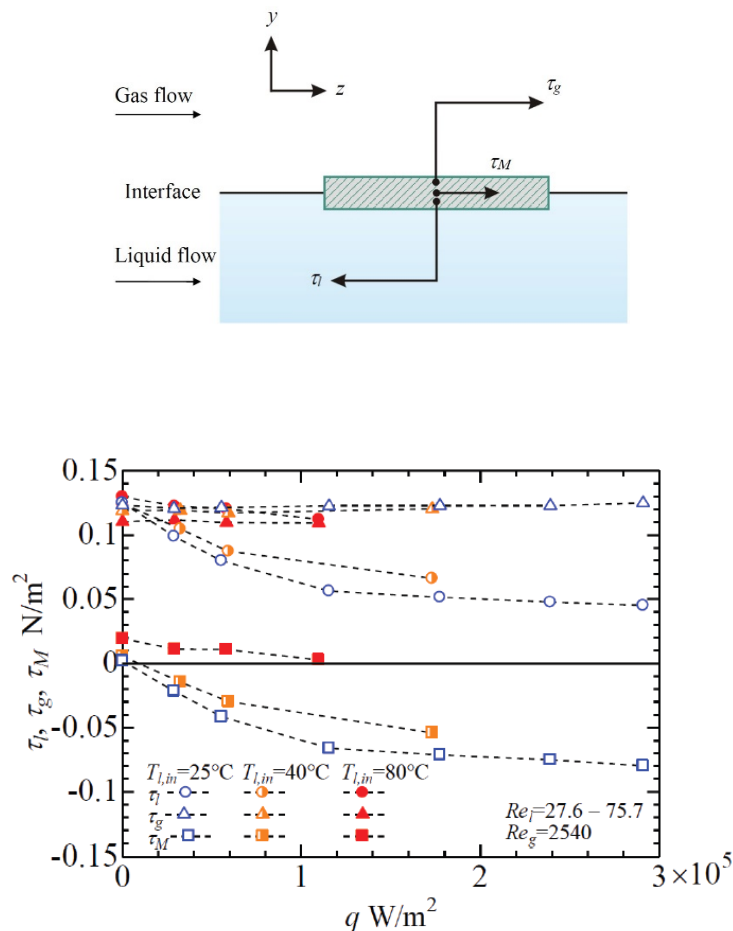 y
z
Gas flow
τg
τM
Interface
Liquid flow
τl
0.15
0.1
0.05
0
-0.05
-0.1
-0.15
τl, τg, τM N/m²
Tl,in=25°C Tl,in=40°C Tl,in=80°C
τl
τg
τM
Rel=27.6 – 75.7
Reg=2540
0 1 2 3 ×10⁵
q W/m²